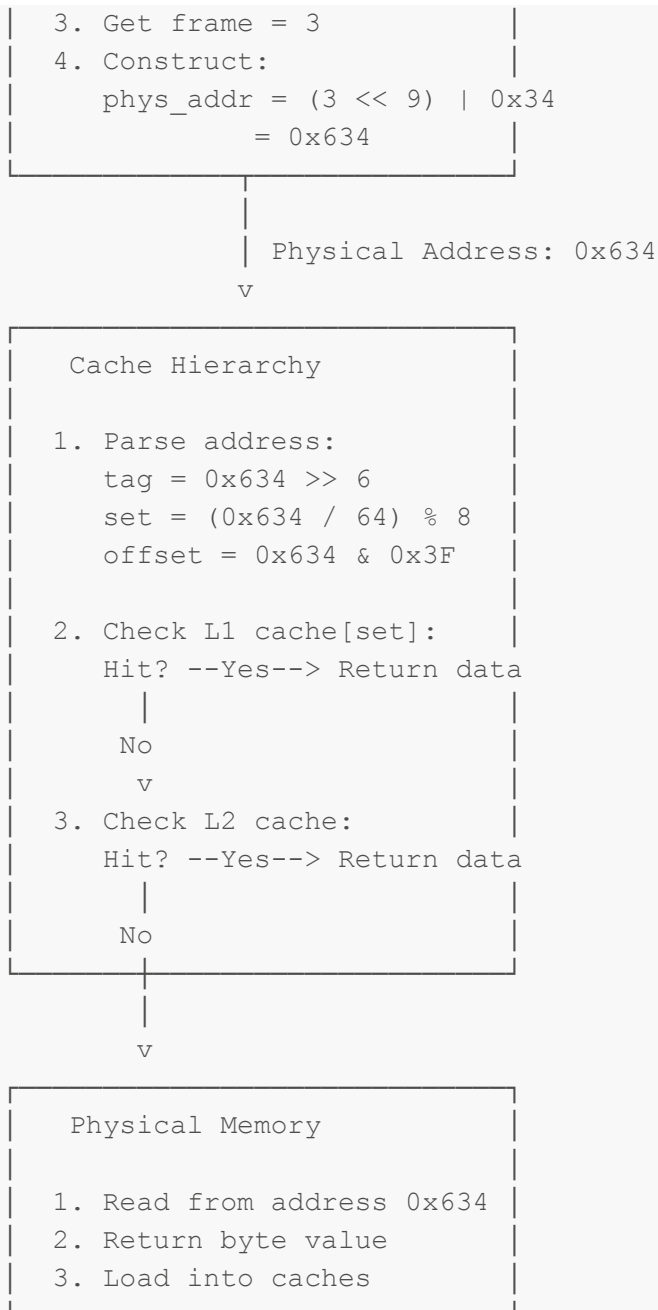 3. Get frame = 3
4. Construct:
phys_addr = (3 << 9) | 0x34
= 0x634
Physical Address: 0x634
v
Cache Hierarchy
1. Parse address:
tag = 0x634 >> 6
set = (0x634 / 64) % 8
offset = 0x634 & 0x3F
2. Check L1 cache[set]:
Hit? --Yes--> Return data
No
v
3. Check L2 cache:
Hit? --Yes--> Return data
No
v
Physical Memory
1. Read from address 0x634
2. Return byte value
3. Load into caches